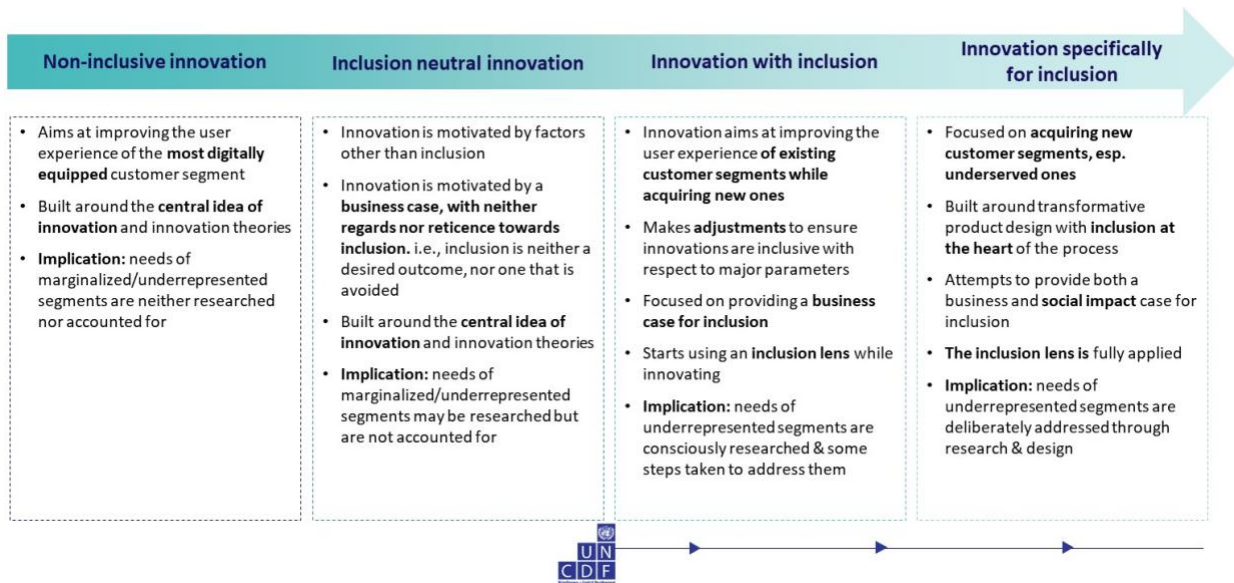 Non-inclusive innovation
Inclusion neutral innovation
Innovation with inclusion
Innovation specifically
for inclusion
• Aims at improving the user
experience of the most digitally
equipped customer segment
• Built around the central idea of
innovation and innovation theories
• Implication: needs of
marginalized/underrepresented
segments are neither researched
nor accounted for
• Innovation is motivated by factors
other than inclusion
• Innovation is motivated by a
business case, with neither
regards nor reticence towards
inclusion. i.e., inclusion is neither a
desired outcome, nor one that is
avoided
• Built around the central idea of
innovation and innovation theories
• Implication: needs of
marginalized/underrepresented
segments may be researched but
are not accounted for
• Innovation aims at improving the
user experience of existing
customer segments while
acquiring new ones
• Makes adjustments to ensure
innovations are inclusive with
respect to major parameters
• Focused on providing a business
case for inclusion
• Starts using an inclusion lens while
innovating
• Implication: needs of
underrepresented segments are
consciously researched & some
steps taken to address them
• Focused on acquiring new
customer segments, esp.
underserved ones
• Built around transformative
product design with inclusion at
the heart of the process
• Attempts to provide both a
business and social impact case for
inclusion
• The inclusion lens is fully applied
• Implication: needs of
underrepresented segments are
deliberately addressed through
research & design
U N
C D F